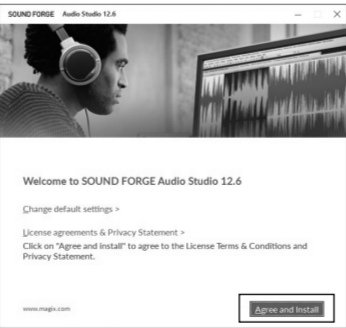 SOUND FORGE Audio Studio 12.6
Welcome to SOUND FORGE Audio Studio 12.6
Change default settings >
License agreements & Privacy Statement >
Click on "Agree and install" to agree to the License Terms & Conditions and
Privacy Statement.
www.magix.com
Agree and Install